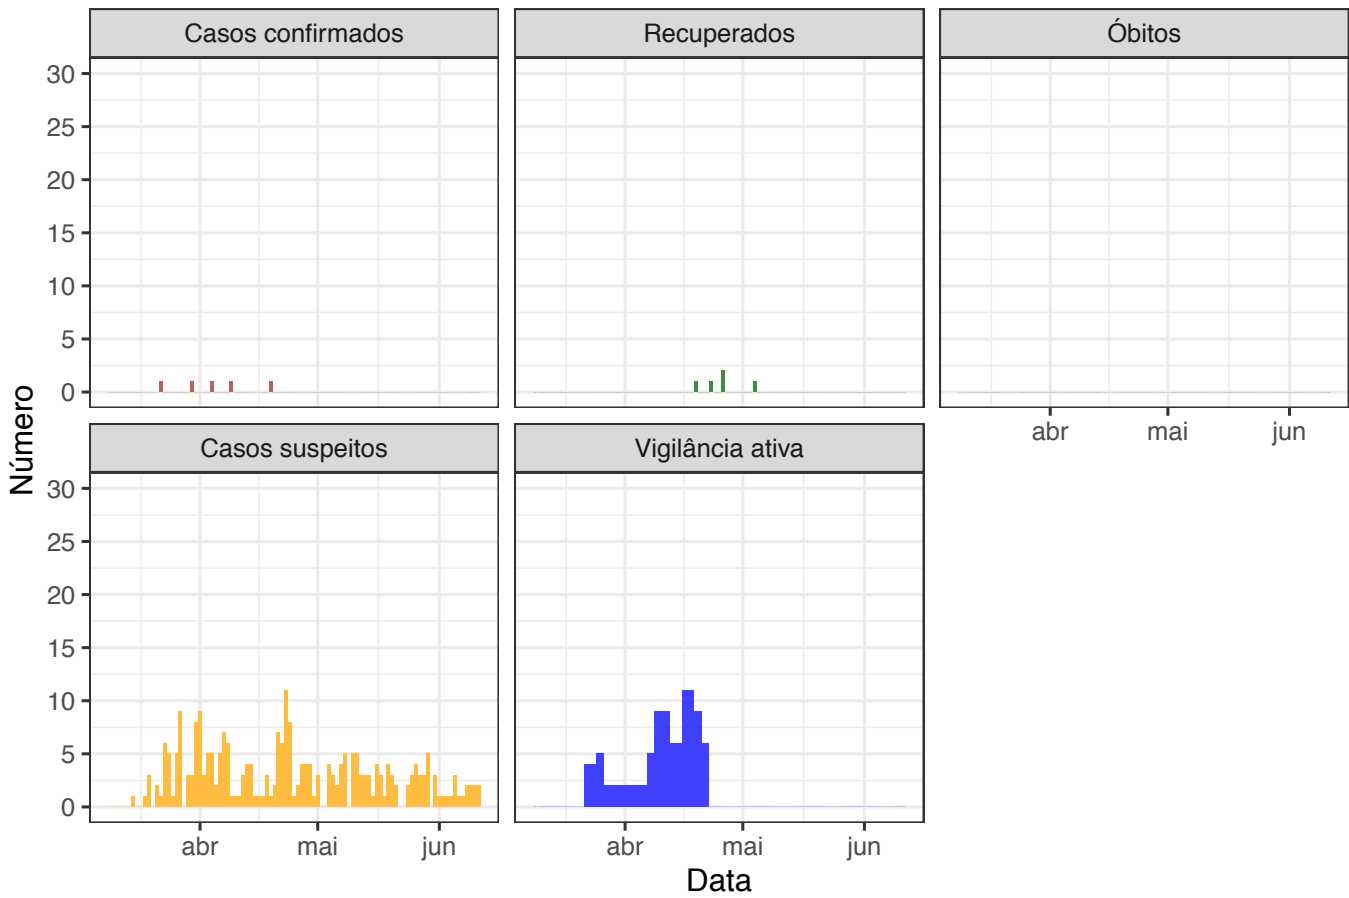 Casos confirmados
Recuperados
Óbitos
30
25
20
15
10
5
0
abr mai jun
Número
Casos suspeitos
Vigilância ativa
30
25
20
15
10
5
0
abr mai jun
abr mai jun
Data